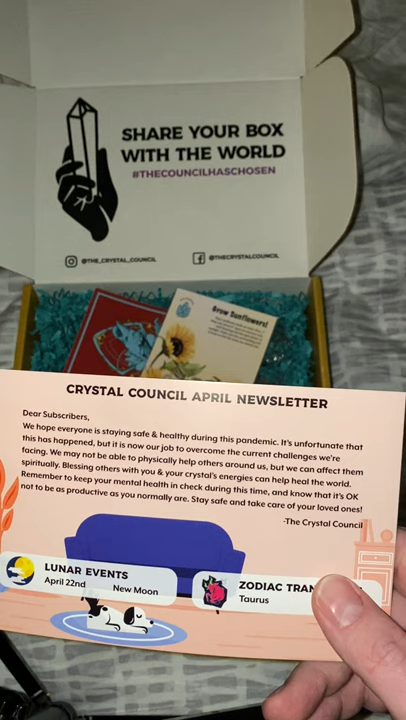 SHARE YOUR BOX
WITH THE WORLD
#THECOUNCILHASCHOSEN
@THE_CRYSTAL_COUNCIL
@THECRYSTALCOUNCIL
Grow Sunflowers!
CRYSTAL COUNCIL APRIL NEWSLETTER
Dear Subscribers,
We hope everyone is staying safe & healthy during this pandemic. It's unfortunate that
this has happened, but it is now our job to overcome the current challenges we're
facing. We may not be able to physically help others around us, but we can affect them
spiritually. Blessing others with you & your crystal's energies can help heal the world.
Remember to keep your mental health in check during this time, and know that it's OK
not to be as productive as you normally are. Stay safe and take care of your loved ones!
-The Crystal Council
LUNAR EVENTS
April 22nd New Moon
ZODIAC TRAN
Taurus